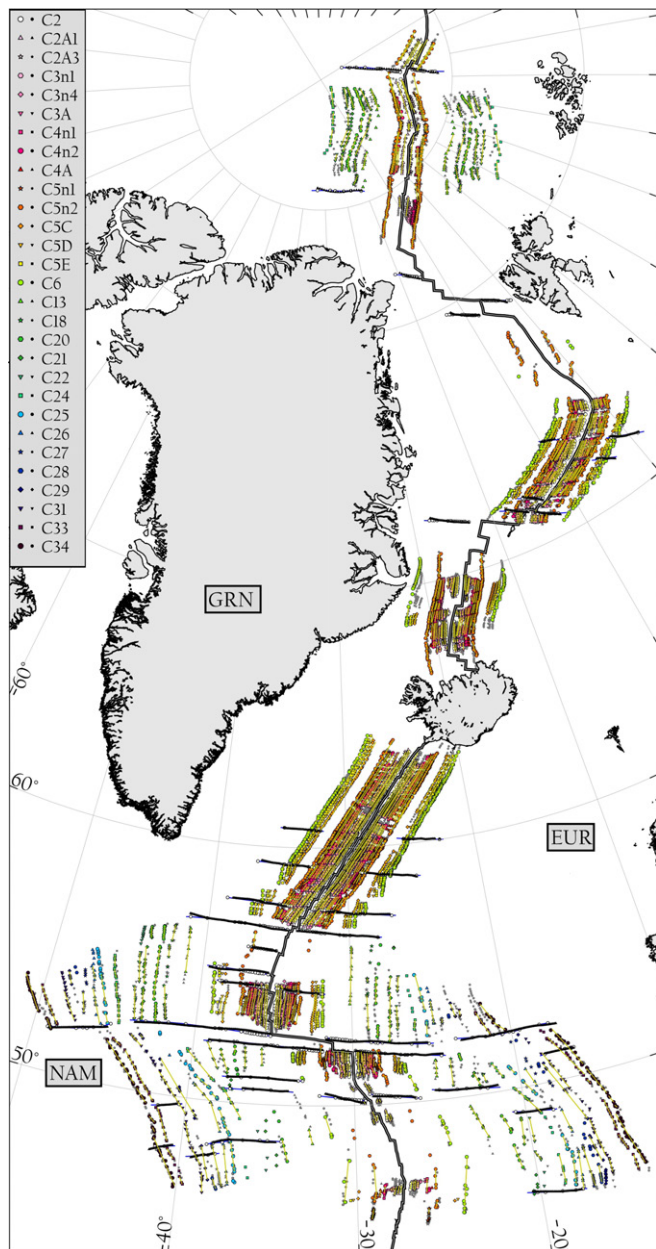 C2
C2A1
C2A3
C3n1
C3n4
C3A
C4n1
C4n2
C4A
C5n1
C5n2
C5C
C5D
C5E
C6
C13
C18
C20
C21
C22
C24
C25
C26
C27
C28
C29
C31
C33
C34
GRN
-60°
60°
EUR
50°
NAM
-40°
-30°
-20°